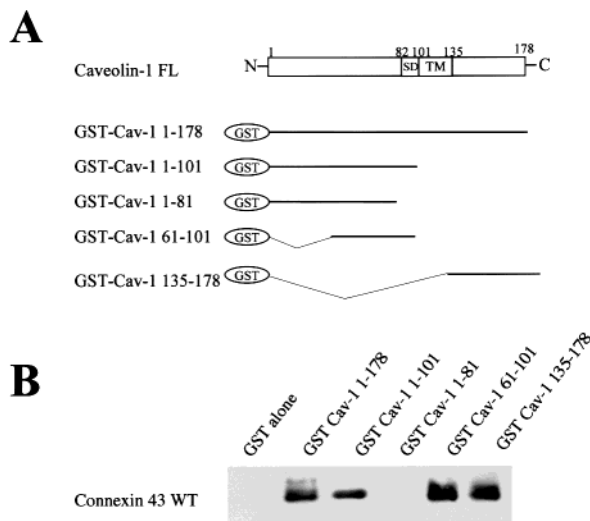 A
1 82 101 135 178
Caveolin-1 FL N SD TM C
GST-Cav-1 1-178 GST
GST-Cav-1 1-101 GST
GST-Cav-1 1-81 GST
GST-Cav-1 61-101 GST
GST-Cav-1 135-178 GST
B
GST alone
GST Cav-1 1-178
GST Cav-1 1-101
GST Cav-1 1-81
GST Cav-1 61-101
GST Cav-1 135-178
Connexin 43 WT